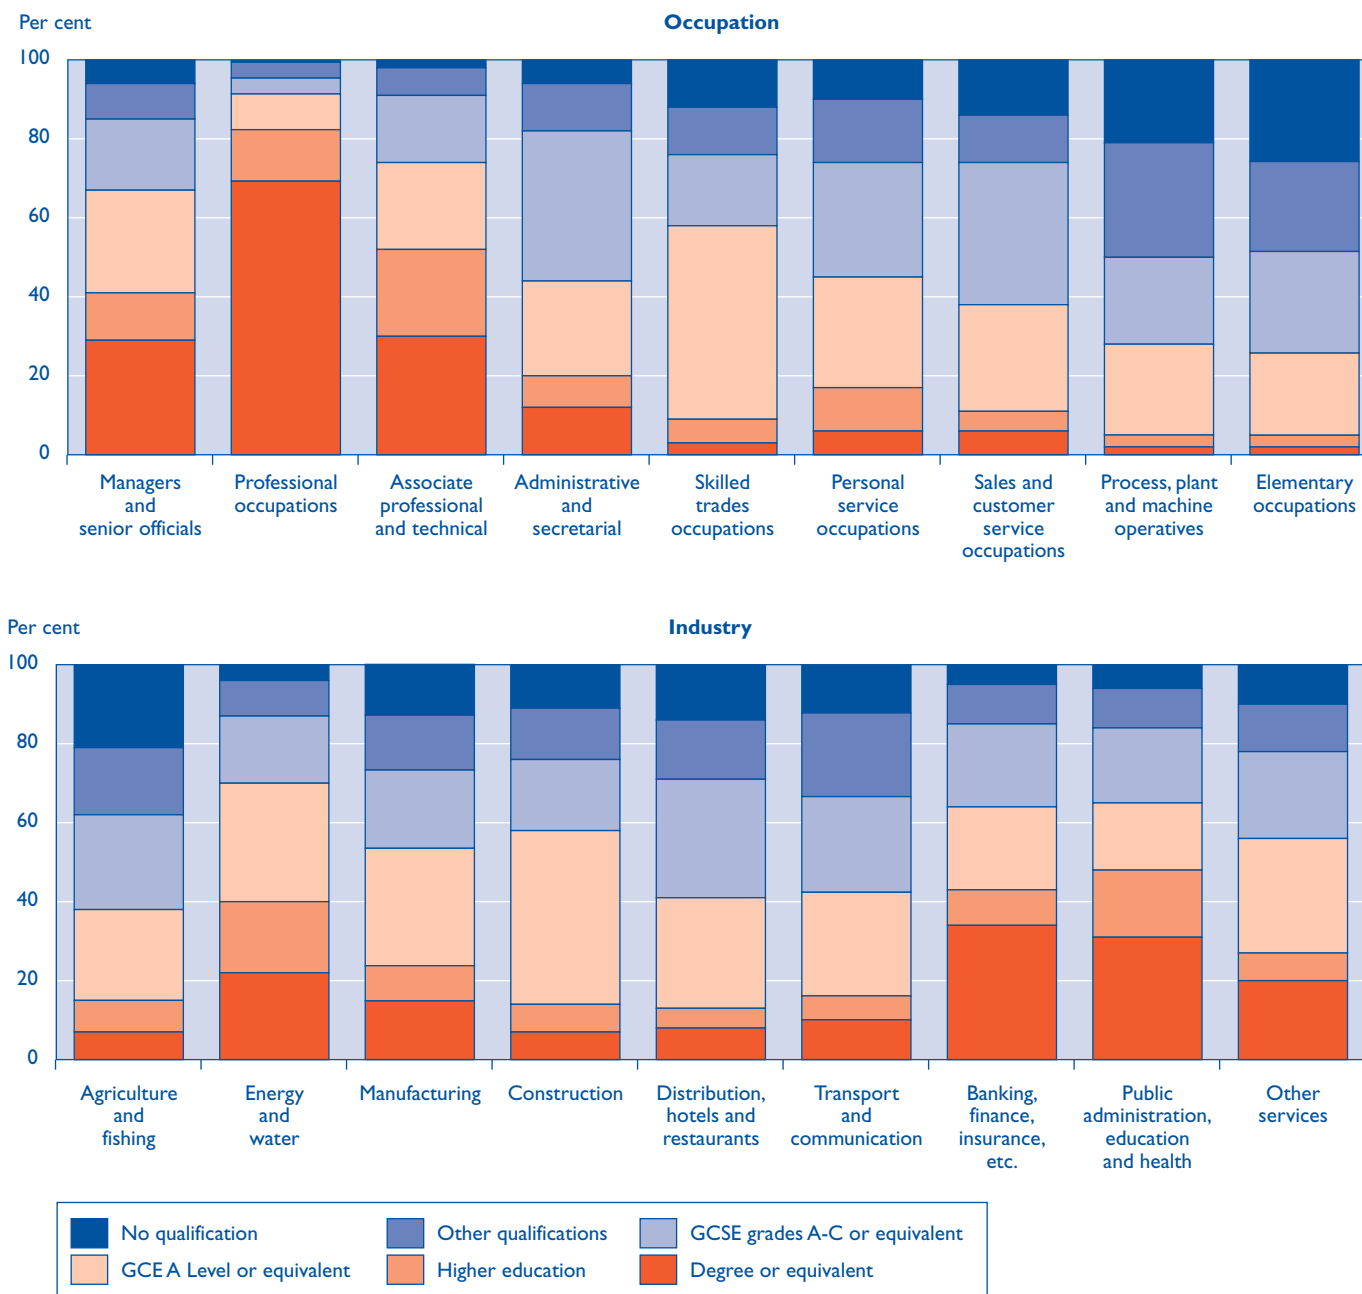 Per cent
Occupation
100
80
60
40
20
0
Managers and senior officials
Professional occupations
Associate professional and technical
Administrative and secretarial
Skilled trades occupations
Personal service occupations
Sales and customer service occupations
Process, plant and machine operatives
Elementary occupations
Per cent
Industry
100
80
60
40
20
0
Agriculture and fishing
Energy and water
Manufacturing
Construction
Distribution, hotels and restaurants
Transport and communication
Banking, finance, insurance, etc.
Public administration, education and health
Other services
No qualification
Other qualifications
GCSE grades A-C or equivalent
GCE A Level or equivalent
Higher education
Degree or equivalent